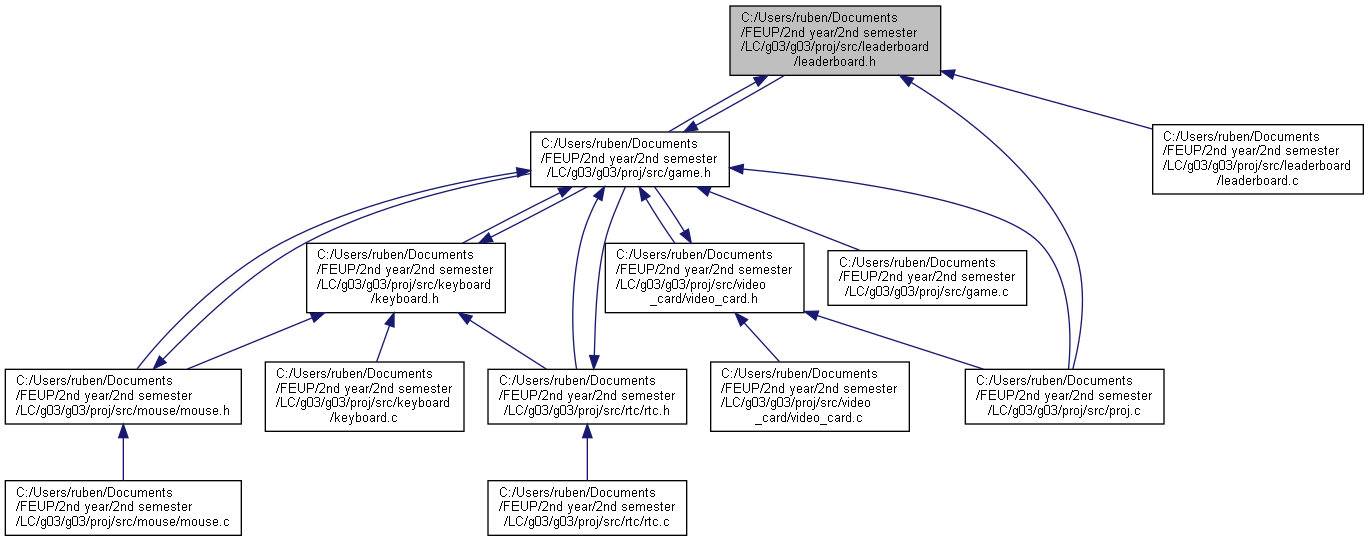 C:/Users/ruben/Documents
/FEUP/2nd year/2nd semester
/LC/g03/g03/proj/src/leaderboard
/leaderboard.h
C:/Users/ruben/Documents
/FEUP/2nd year/2nd semester
/LC/g03/g03/proj/src/game.h
C:/Users/ruben/Documents
/FEUP/2nd year/2nd semester
/LC/g03/g03/proj/src/leaderboard
/leaderboard.c
C:/Users/ruben/Documents
/FEUP/2nd year/2nd semester
/LC/g03/g03/proj/src/keyboard
/keyboard.h
C:/Users/ruben/Documents
/FEUP/2nd year/2nd semester
/LC/g03/g03/proj/src/video
_card/video_card.h
C:/Users/ruben/Documents
/FEUP/2nd year/2nd semester
/LC/g03/g03/proj/src/game.c
C:/Users/ruben/Documents
/FEUP/2nd year/2nd semester
/LC/g03/g03/proj/src/mouse/mouse.h
C:/Users/ruben/Documents
/FEUP/2nd year/2nd semester
/LC/g03/g03/proj/src/keyboard
/keyboard.c
C:/Users/ruben/Documents
/FEUP/2nd year/2nd semester
/LC/g03/g03/proj/src/rtc/rtc.h
C:/Users/ruben/Documents
/FEUP/2nd year/2nd semester
/LC/g03/g03/proj/src/video
_card/video_card.c
C:/Users/ruben/Documents
/FEUP/2nd year/2nd semester
/LC/g03/g03/proj/src/proj.c
C:/Users/ruben/Documents
/FEUP/2nd year/2nd semester
/LC/g03/g03/proj/src/mouse/mouse.c
C:/Users/ruben/Documents
/FEUP/2nd year/2nd semester
/LC/g03/g03/proj/src/rtc/rtc.c